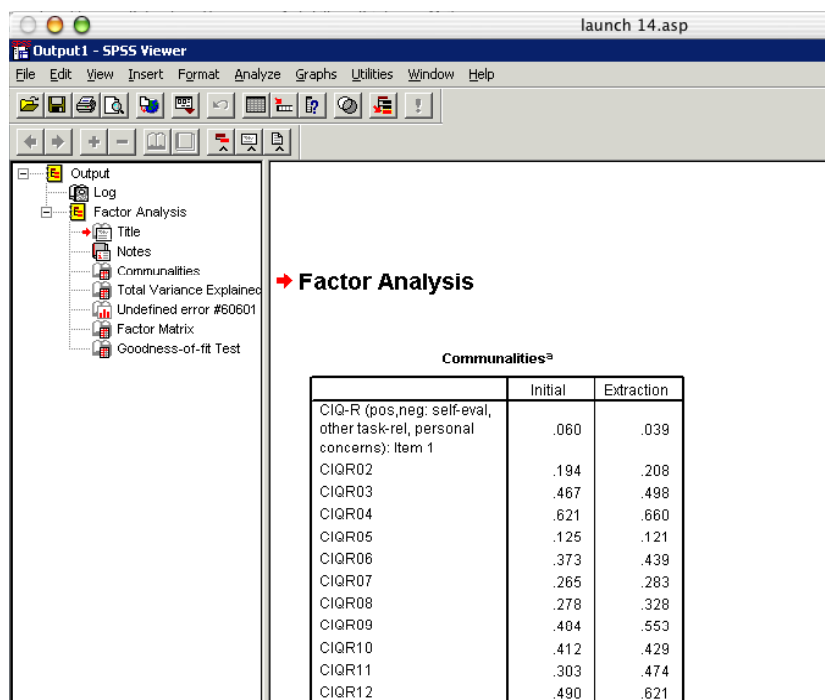 launch 14.asp
Output1 - SPSS Viewer
File Edit View Insert Format Analyze Graphs Utilities Window Help
Output
Log
Factor Analysis
Title
Notes
Communalities
Total Variance Explained
Undefined error #60601
Factor Matrix
Goodness-of-fit Test
Factor Analysis
Communalitiesa
Initial Extraction
CIQ-R (pos,neg: self-eval,
other task-rel, personal .060 .039
concerns): Item 1
CIQR02 .194 .208
CIQR03 .467 .498
CIQR04 .621 .660
CIQR05 .125 .121
CIQR06 .373 .439
CIQR07 .265 .283
CIQR08 .278 .328
CIQR09 .404 .553
CIQR10 .412 .429
CIQR11 .303 .474
CIQR12 .490 .621